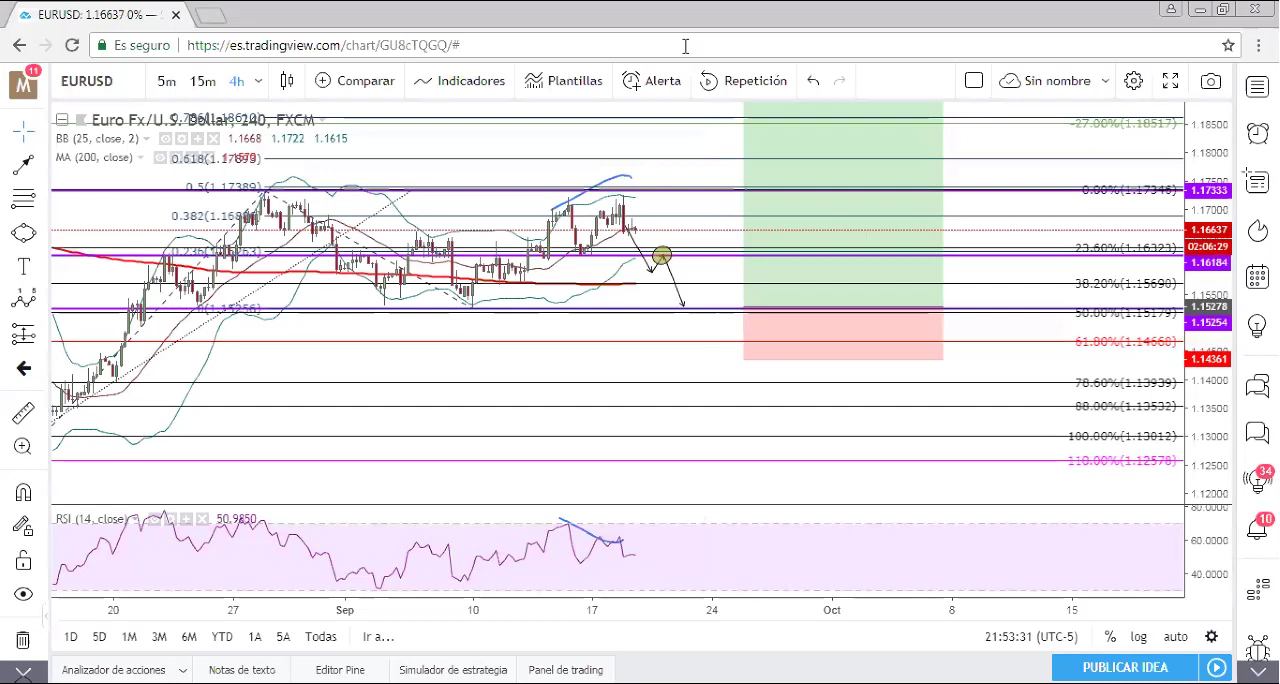 EURUSD: 1.16637 0% —
Es seguro https://es.tradingview.com/chart/GU8cTQGQ/#
M 11
EURUSD 5m 15m 4h Comparar Indicadores Plantillas Alerta Repetición Sin nombre
Euro Fx/U.S. Dollar, 240, FXCM
BB (25, close, 2) 1.1668 1.1722 1.1615
MA (200, close)
0.5(1.17389)
-27.00%(1.18517)
0.00%(1.17346)
23.60%(1.16323)
38.20%(1.15690)
50.00%(1.15179)
61.80%(1.14668)
78.60%(1.13939)
88.00%(1.13532)
100.00%(1.13012)
110.00%(1.12578)
1.18500
1.18000
1.17333
1.17000
1.16637
02:06:29
1.16184
1.15500
1.15278
1.15254
1.14361
1.14000
1.13500
1.13000
1.12500
1.12000
RSI (14, close) 50.9850
80.0000
60.0000
40.0000
20 27 Sep 10 17 24 Oct 8 15
1D 5D 1M 3M 6M YTD 1A 5A Todas Ir a... 21:53:31 (UTC-5) % log auto
Analizador de acciones Notas de texto Editor Pine Simulador de estrategia Panel de trading PUBLICAR IDEA
34
10